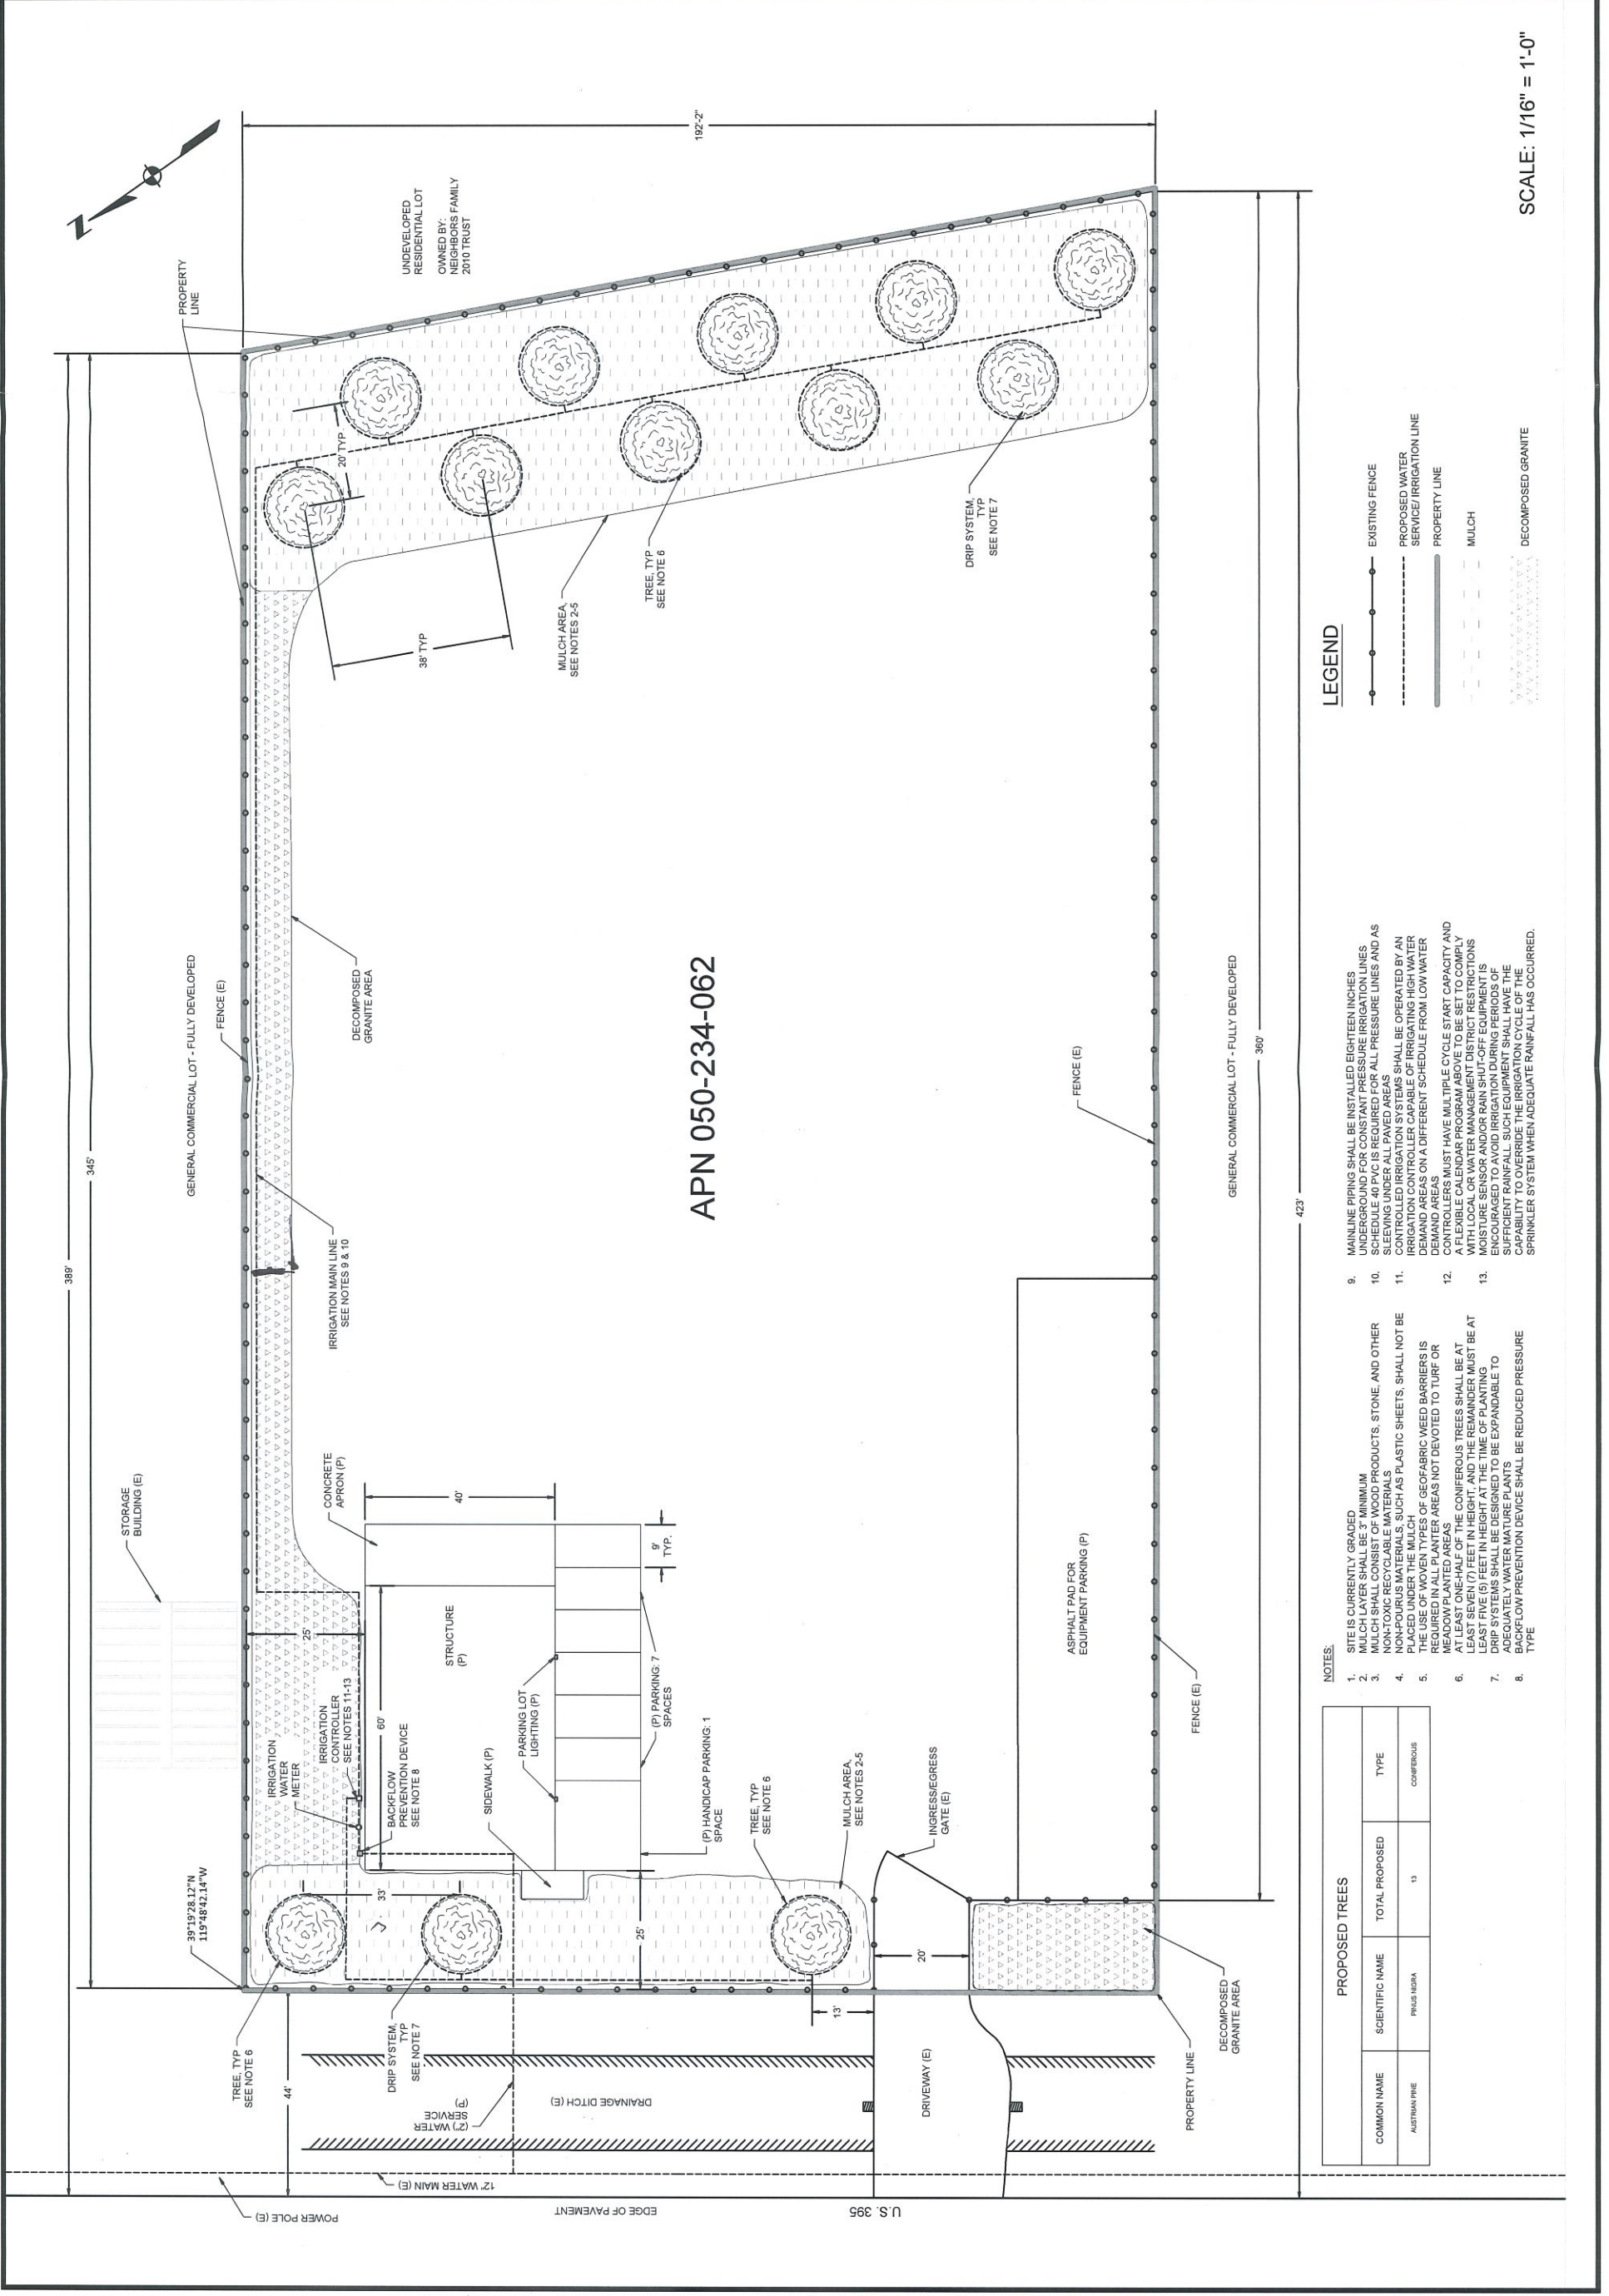 389'
345'
STORAGE
BUILDING (E)
GENERAL COMMERCIAL LOT - FULLY DEVELOPED
FENCE (E)
PROPERTY
LINE
N
39°19'28.12"N
119°48'42.14"W
UNDEVELOPED
RESIDENTIAL LOT
OWNED BY:
NEIGHBORS FAMILY
2010 TRUST
192'-2"
TREE, TYP
SEE NOTE 6
44'
IRRIGATION
WATER
METER
IRRIGATION
CONTROLLER
SEE NOTES 11-13
25'
CONCRETE
APRON (P)
IRRIGATION MAIN LINE
SEE NOTES 9 & 10
DECOMPOSED
GRANITE AREA
20' TYP
38' TYP
33'
60'
BACKFLOW
PREVENTION DEVICE
SEE NOTE 8
STRUCTURE
(P)
40'
DRIP SYSTEM,
TYP
SEE NOTE 7
(2") WATER
SERVICE
(P)
SIDEWALK (P)
PARKING LOT
LIGHTING (P)
9'
TYP.
(P) PARKING: 7
SPACES
(P) HANDICAP PARKING: 1
SPACE
25'
MULCH AREA,
SEE NOTES 2-5
TREE, TYP
SEE NOTE 6
POWER POLE (E)
12" WATER MAIN (E)
EDGE OF PAVEMENT
U.S. 395
DRAINAGE DITCH (E)
13'
TREE, TYP
SEE NOTE 6
MULCH AREA,
SEE NOTES 2-5
APN 050-234-062
DRIVEWAY (E)
20'
INGRESS/EGRESS
GATE (E)
DRIP SYSTEM,
TYP
SEE NOTE 7
ASPHALT PAD FOR
EQUIPMENT PARKING (P)
FENCE (E)
PROPERTY LINE
DECOMPOSED
GRANITE AREA
FENCE (E)
GENERAL COMMERCIAL LOT - FULLY DEVELOPED
360'
423'
PROPOSED TREES
COMMON NAME
SCIENTIFIC NAME
TOTAL PROPOSED
TYPE
AUSTRIAN PINE
PINUS NIGRA
13
CONIFEROUS
NOTES:
1. SITE IS CURRENTLY GRADED
2. MULCH LAYER SHALL BE 3" MINIMUM
3. MULCH SHALL CONSIST OF WOOD PRODUCTS, STONE, AND OTHER
NON-TOXIC RECYCLABLE MATERIALS
4. NON-POURUS MATERIALS, SUCH AS PLASTIC SHEETS, SHALL NOT BE
PLACED UNDER THE MULCH
5. THE USE OF WOVEN TYPES OF GEOFABRIC WEED BARRIERS IS
REQUIRED IN ALL PLANTER AREAS NOT DEVOTED TO TURF OR
MEADOW PLANTED AREAS
6. AT LEAST ONE-HALF OF THE CONIFEROUS TREES SHALL BE AT
LEAST SEVEN (7) FEET IN HEIGHT, AND THE REMAINDER MUST BE AT
LEAST FIVE (5) FEET IN HEIGHT AT THE TIME OF PLANTING
7. DRIP SYSTEMS SHALL BE DESIGNED TO BE EXPANDABLE TO
ADEQUATELY WATER MATURE PLANTS
8. BACKFLOW PREVENTION DEVICE SHALL BE REDUCED PRESSURE
TYPE
9. MAINLINE PIPING SHALL BE INSTALLED EIGHTEEN INCHES
UNDERGROUND FOR CONSTANT PRESSURE IRRIGATION LINES
10. SCHEDULE 40 PVC IS REQUIRED FOR ALL PRESSURE LINES AND AS
SLEEVING UNDER ALL PAVED AREAS
11. CONTROLLED IRRIGATION SYSTEMS SHALL BE OPERATED BY AN
IRRIGATION CONTROLLER CAPABLE OF IRRIGATING HIGH WATER
DEMAND AREAS ON A DIFFERENT SCHEDULE FROM LOW WATER
DEMAND AREAS
12. CONTROLLERS MUST HAVE MULTIPLE CYCLE START CAPACITY AND
A FLEXIBLE CALENDAR PROGRAM ABOVE TO BE SET TO COMPLY
WITH LOCAL OR WATER MANAGEMENT DISTRICT RESTRICTIONS
13. MOISTURE SENSOR AND/OR RAIN SHUT-OFF EQUIPMENT IS
ENCOURAGED TO AVOID IRRIGATION DURING PERIODS OF
SUFFICIENT RAINFALL. SUCH EQUIPMENT SHALL HAVE THE
CAPABILITY TO OVERRIDE THE IRRIGATION CYCLE OF THE
SPRINKLER SYSTEM WHEN ADEQUATE RAINFALL HAS OCCURRED.
LEGEND
EXISTING FENCE
PROPOSED WATER
SERVICE/ IRRIGATION LINE
PROPERTY LINE
MULCH
DECOMPOSED GRANITE
SCALE: 1/16" = 1'-0"